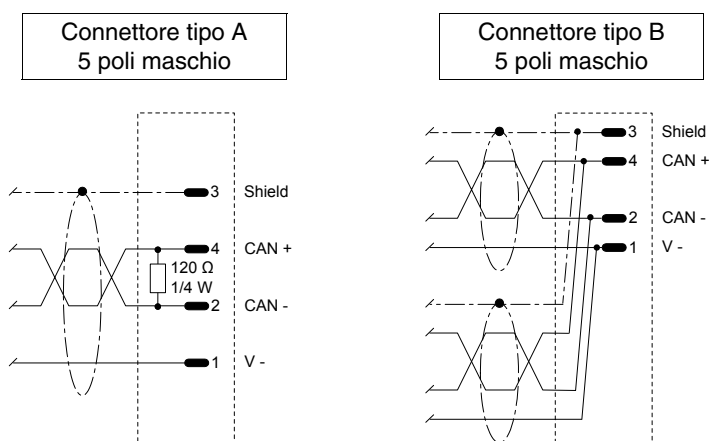 Connettore tipo A
5 poli maschio
3 Shield
4 CAN +
120 Ω
1/4 W
2 CAN -
1 V -
Connettore tipo B
5 poli maschio
3 Shield
4 CAN +
2 CAN -
1 V -